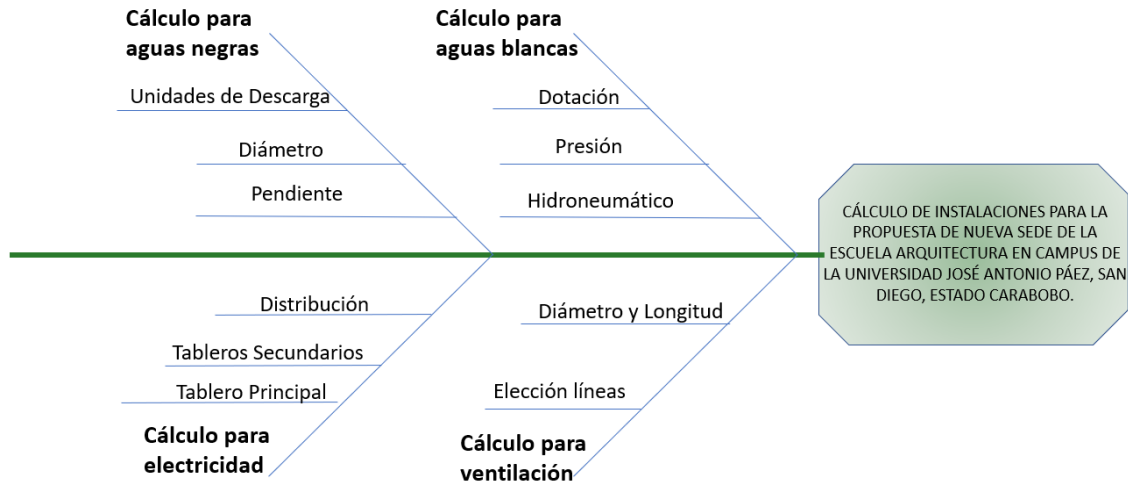 Cálculo para
aguas negras
Unidades de Descarga
Diámetro
Pendiente
Cálculo para
aguas blancas
Dotación
Presión
Hidroneumático
CÁLCULO DE INSTALACIONES PARA LA
PROPUESTA DE NUEVA SEDE DE LA
ESCUELA ARQUITECTURA EN CAMPUS DE
LA UNIVERSIDAD JOSÉ ANTONIO PÁEZ, SAN
DIEGO, ESTADO CARABOBO.
Distribución
Tableros Secundarios
Tablero Principal
Cálculo para
electricidad
Diámetro y Longitud
Elección líneas
Cálculo para
ventilación